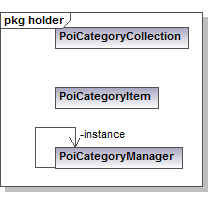 pkg holder
PoiCategoryCollection
PoiCategoryItem
-instance
PoiCategoryManager